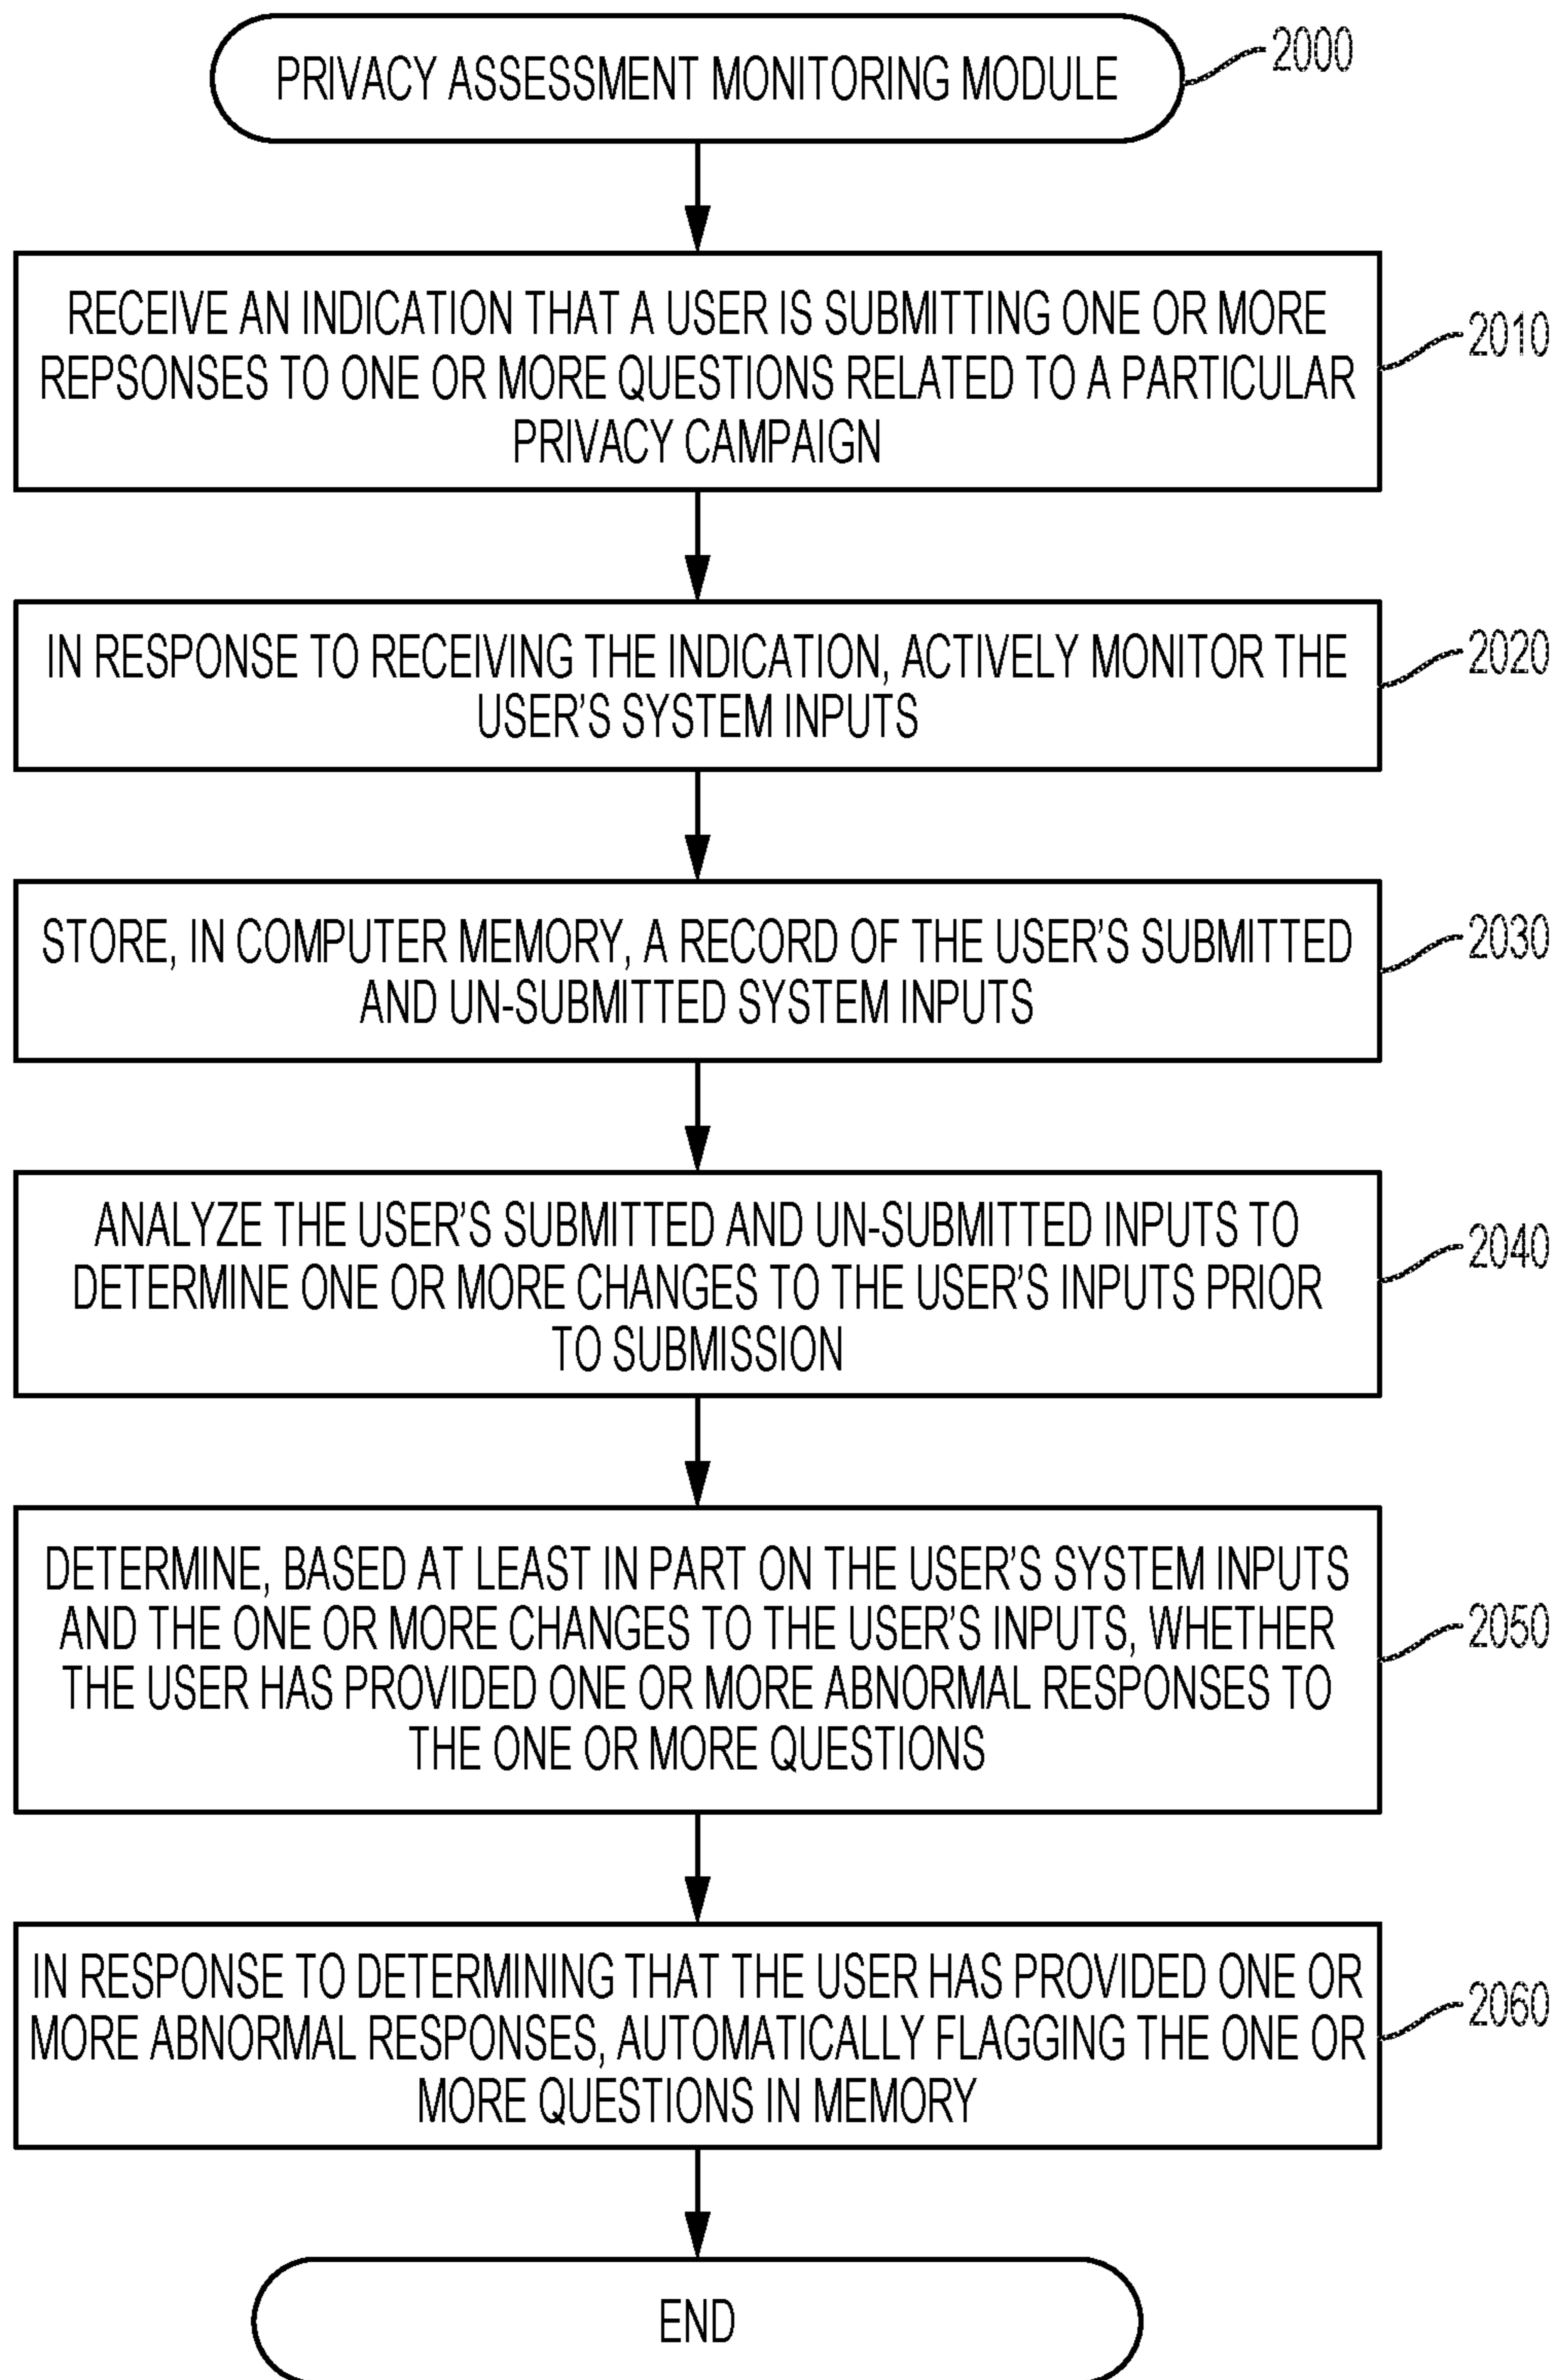 PRIVACY ASSESSMENT MONITORING MODULE
2000
RECEIVE AN INDICATION THAT A USER IS SUBMITTING ONE OR MORE
REPSONSES TO ONE OR MORE QUESTIONS RELATED TO A PARTICULAR
PRIVACY CAMPAIGN
2010
IN RESPONSE TO RECEIVING THE INDICATION, ACTIVELY MONITOR THE
USER'S SYSTEM INPUTS
2020
STORE, IN COMPUTER MEMORY, A RECORD OF THE USER'S SUBMITTED
AND UN-SUBMITTED SYSTEM INPUTS
2030
ANALYZE THE USER'S SUBMITTED AND UN-SUBMITTED INPUTS TO
DETERMINE ONE OR MORE CHANGES TO THE USER'S INPUTS PRIOR
TO SUBMISSION
2040
DETERMINE, BASED AT LEAST IN PART ON THE USER'S SYSTEM INPUTS
AND THE ONE OR MORE CHANGES TO THE USER'S INPUTS, WHETHER
THE USER HAS PROVIDED ONE OR MORE ABNORMAL RESPONSES TO
THE ONE OR MORE QUESTIONS
2050
IN RESPONSE TO DETERMINING THAT THE USER HAS PROVIDED ONE OR
MORE ABNORMAL RESPONSES, AUTOMATICALLY FLAGGING THE ONE OR
MORE QUESTIONS IN MEMORY
2060
END